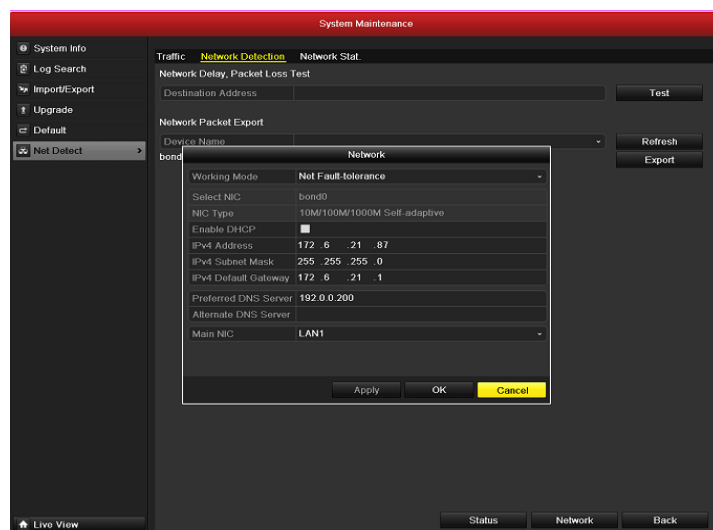 System Maintenance
System Info
Log Search
Import/Export
Upgrade
Default
Net Detect
Live View
Traffic Network Detection Network Stat.
Network Delay, Packet Loss Test
Destination Address Test
Network Packet Export
Device Name Refresh
bond Export
Network
Working Mode Net Fault-tolerance
Select NIC bond0
NIC Type 10M/100M/1000M Self-adaptive
Enable DHCP
IPv4 Address 172 .6 .21 .87
IPv4 Subnet Mask 255 .255 .255 .0
IPv4 Default Gateway 172 .6 .21 .1
Preferred DNS Server 192.0.0.200
Alternate DNS Server
Main NIC LAN1
Apply OK Cancel
Status Network Back